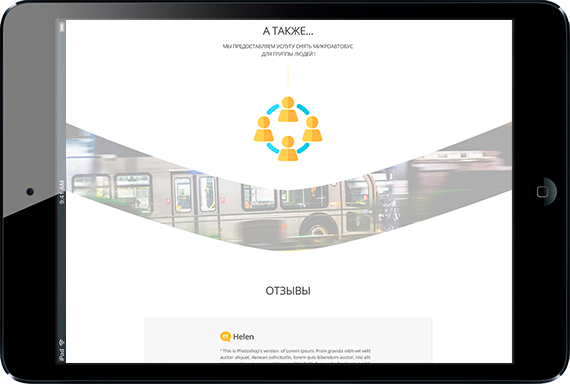 А ТАКЖЕ...
МЫ ПРЕДОСТАВЛЯЕМ УСЛУГУ СНЯТЬ МИКРОАВТОБУС
ДЛЯ ГРУППЫ ЛЮДЕЙ !
9:41 AM
iPad
ОТЗЫВЫ
Helen
" This is Photoshop's version of Lorem Ipsum. Proin gravida nibh vel velit
auctor aliquet. Aenean sollicitudin, lorem quis bibendum auctor, nisi elit